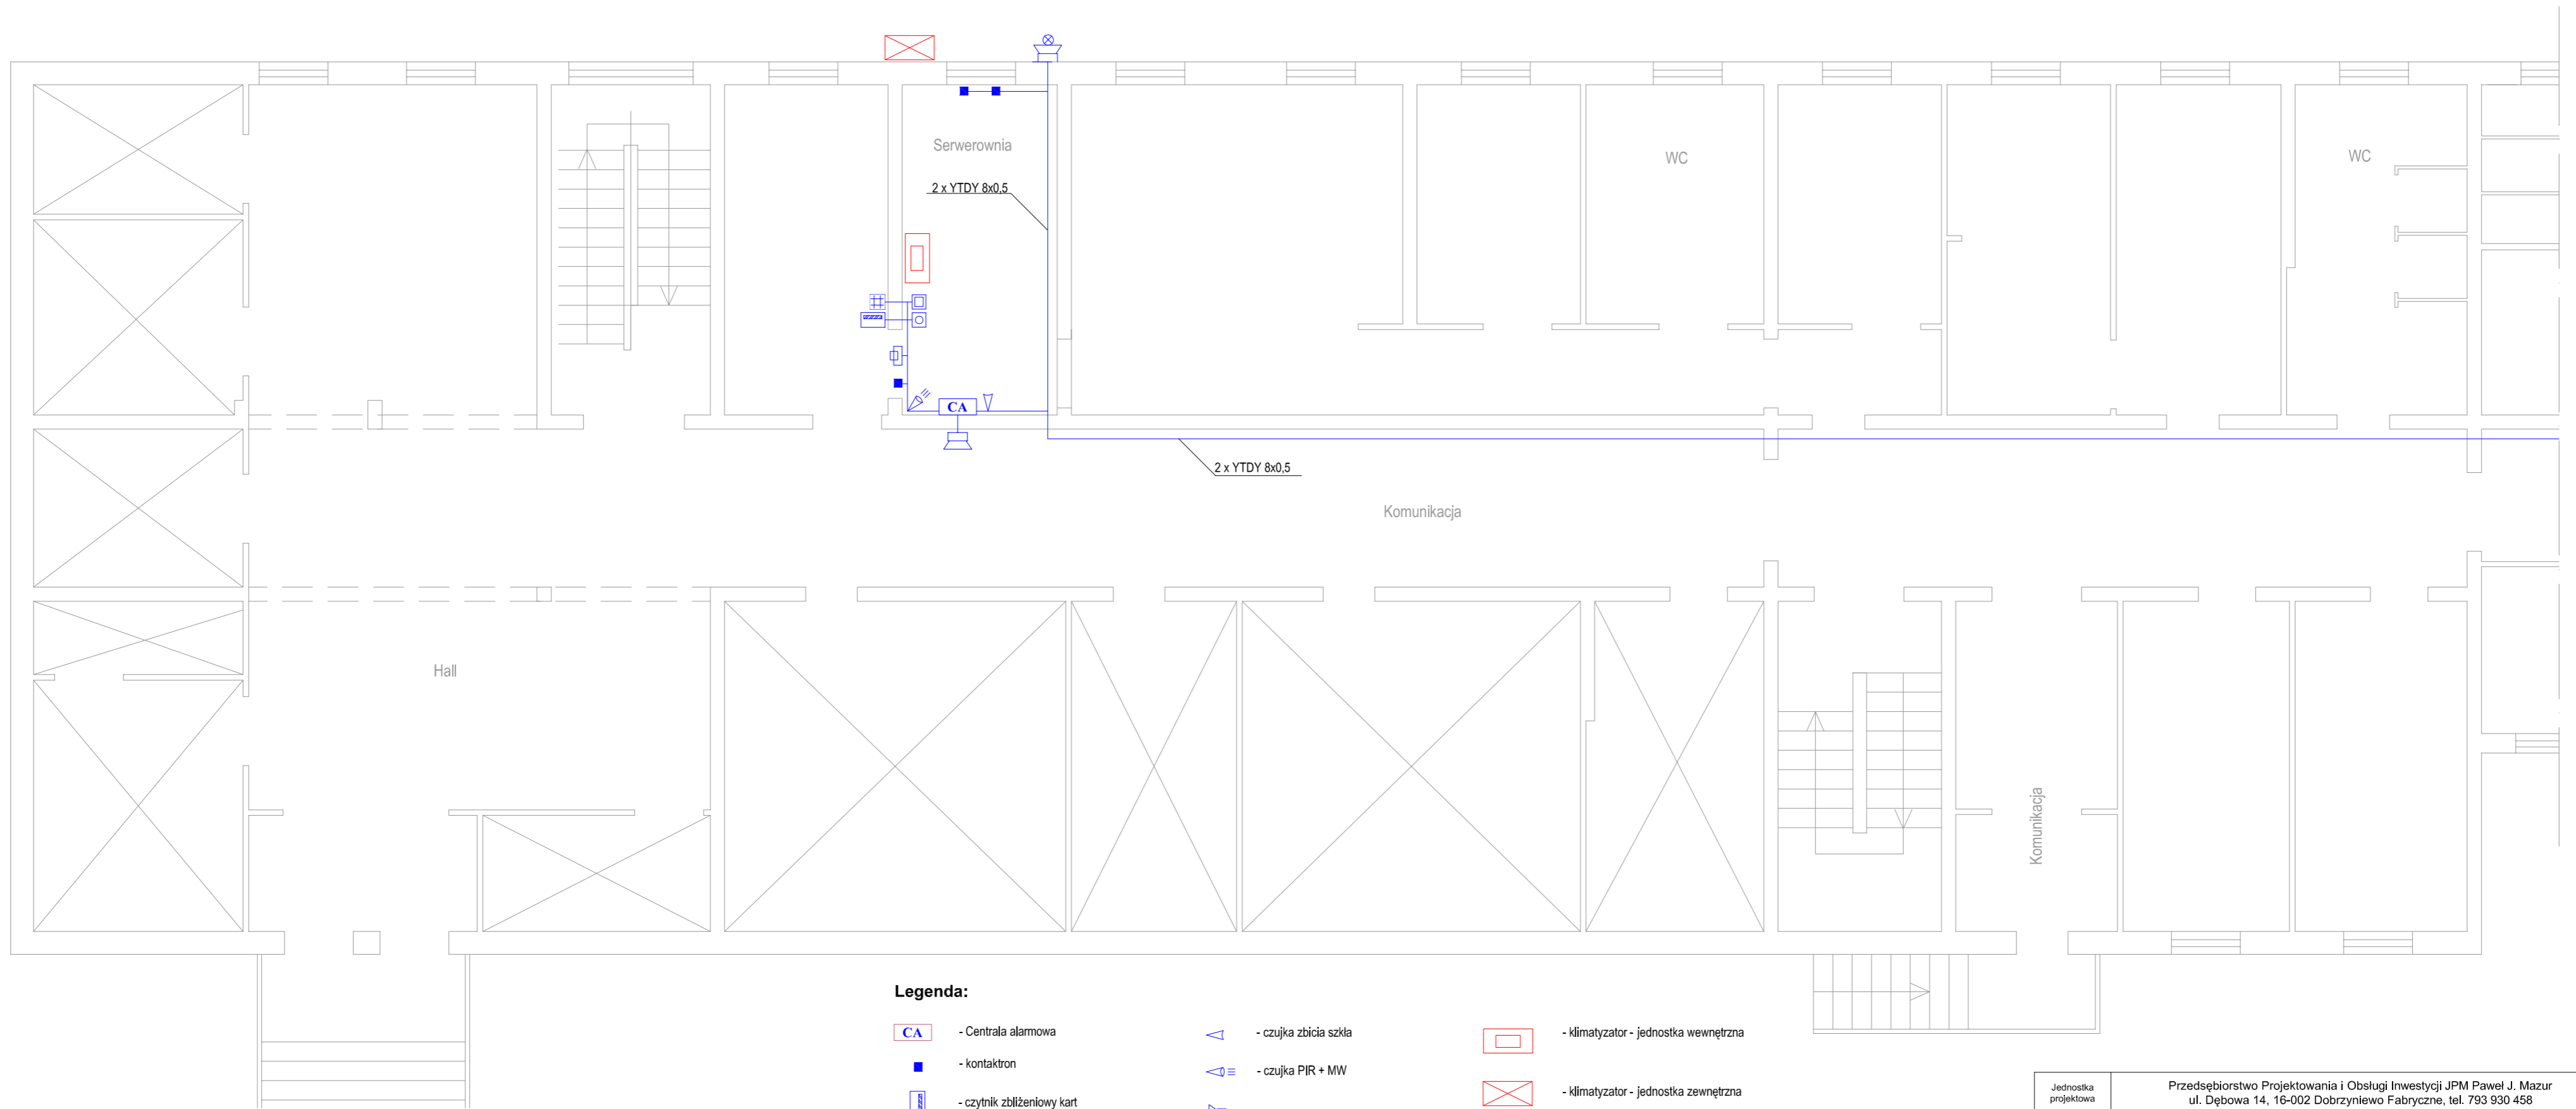 Serwerownia
WC
WC
2 x YTDY 8x0,5
CA
2 x YTDY 8x0,5
Komunikacja
Hall
Komunikacja
Legenda:
CA - Centrala alarmowa
- czujka zbicia szkła
- klimatyzator - jednostka wewnętrzna
- kontaktron
- czujka PIR + MW
- klimatyzator - jednostka zewnętrzna
- czytnik zbliżeniowy kart
Jednostka
projektowa
Przedsębiorstwo Projektowania i Obsługi Inwestycji JPM Paweł J. Mazur
ul. Dębowa 14, 16-002 Dobrzyniewo Fabryczne, tel. 793 930 458